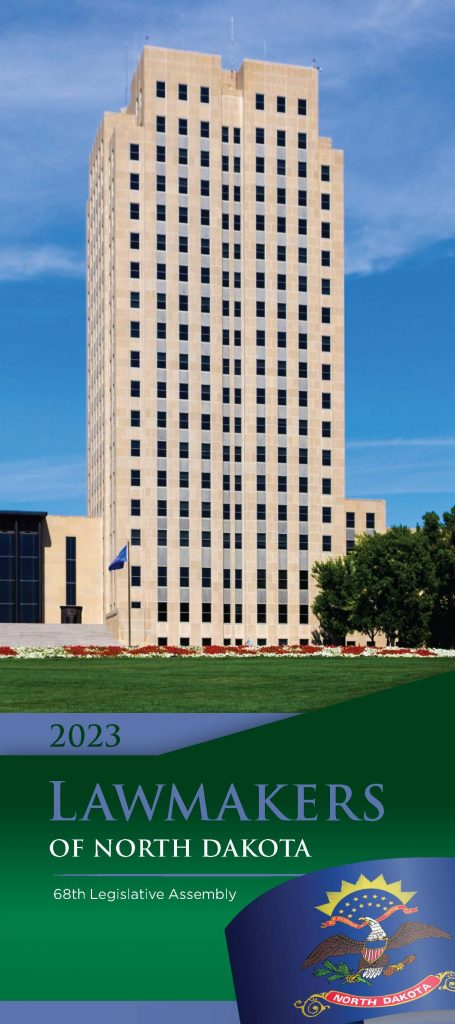 2023
LAWMAKERS
OF NORTH DAKOTA
68th Legislative Assembly
NORTH DAKOTA